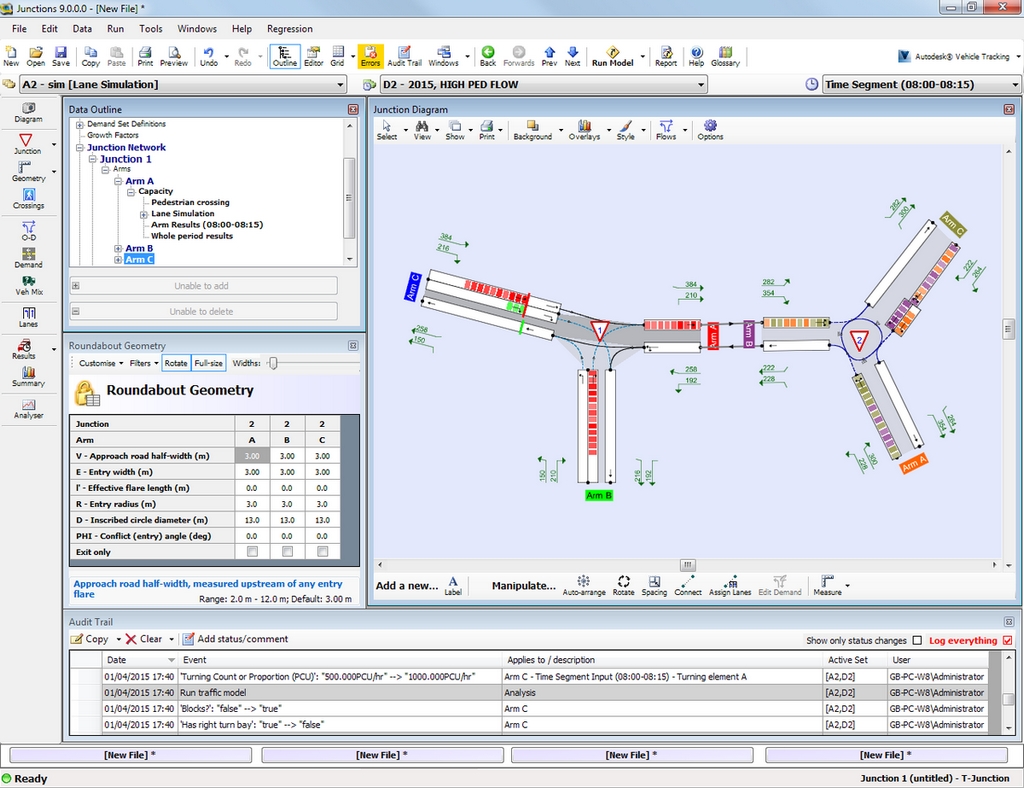 Junctions 9.0.0.0 - [New File] *
File Edit Data Run Tools Windows Help Regression
New Open Save Copy Paste Print Preview Undo Redo Outline Editor Grid Errors Audit Trail Windows Back Forwards Prev Next Run Model Report Help Glossary Autodesk® Vehicle Tracking
A2 - sim [Lane Simulation] D2 - 2015, HIGH PED FLOW Time Segment (08:00-08:15)
Diagram
Junction
Geometry
Crossings
O-D
Demand
Veh Mix
Lanes
Results
Summary
Analyser
Data Outline
Demand Set Definitions
Growth Factors
Junction Network
Junction 1
Arms
Arm A
Capacity
Pedestrian crossing
Lane Simulation
Arm Results (08:00-08:15)
Whole period results
Arm B
Arm C
Unable to add
Unable to delete
Roundabout Geometry
Customise Filters Rotate Full-size Widths:
Roundabout Geometry
Junction 2 2 2
Arm A B C
V - Approach road half-width (m) 3.00 3.00 3.00
E - Entry width (m) 3.00 3.00 3.00
l' - Effective flare length (m) 0.0 0.0 0.0
R - Entry radius (m) 3.0 3.0 3.0
D - Inscribed circle diameter (m) 13.0 13.0 13.0
PHI - Conflict (entry) angle (deg) 0.0 0.0 0.0
Exit only
Approach road half-width, measured upstream of any entry
flare
Range: 2.0 m - 12.0 m; Default: 3.00 m
Junction Diagram
Select View Show Print Background Overlays Style Flows Options
384
216
Arm C
258
150
1
384
210
258
192
Arm A
Arm B
282
354
222
228
2
282
300
Arm C
222
264
264
354
300
228
Arm A
150
210
216
192
Arm B
Add a new... Label Manipulate... Auto-arrange Rotate Spacing Connect Assign Lanes Edit Demand Measure
Audit Trail
Copy Clear Add status/comment Show only status changes Log everything
Date Event Applies to / description Active Set User
01/04/2015 17:40 'Turning Count or Proportion (PCU)': "500.000PCU/hr" --> "1000.000PCU/hr" Arm C - Time Segment Input (08:00-08:15) - Turning element A [A2,D2] GB-PC-W8\Administrator
01/04/2015 17:40 Run traffic model Analysis [A2,D2] GB-PC-W8\Administrator
01/04/2015 17:40 'Blocks?': "false" --> "true" Arm C [A2,D2] GB-PC-W8\Administrator
01/04/2015 17:40 'Has right turn bay': "true" --> "false" Arm C [A2,D2] GB-PC-W8\Administrator
[New File] * [New File] * [New File] * [New File] *
Ready Junction 1 (untitled) - T-Junction